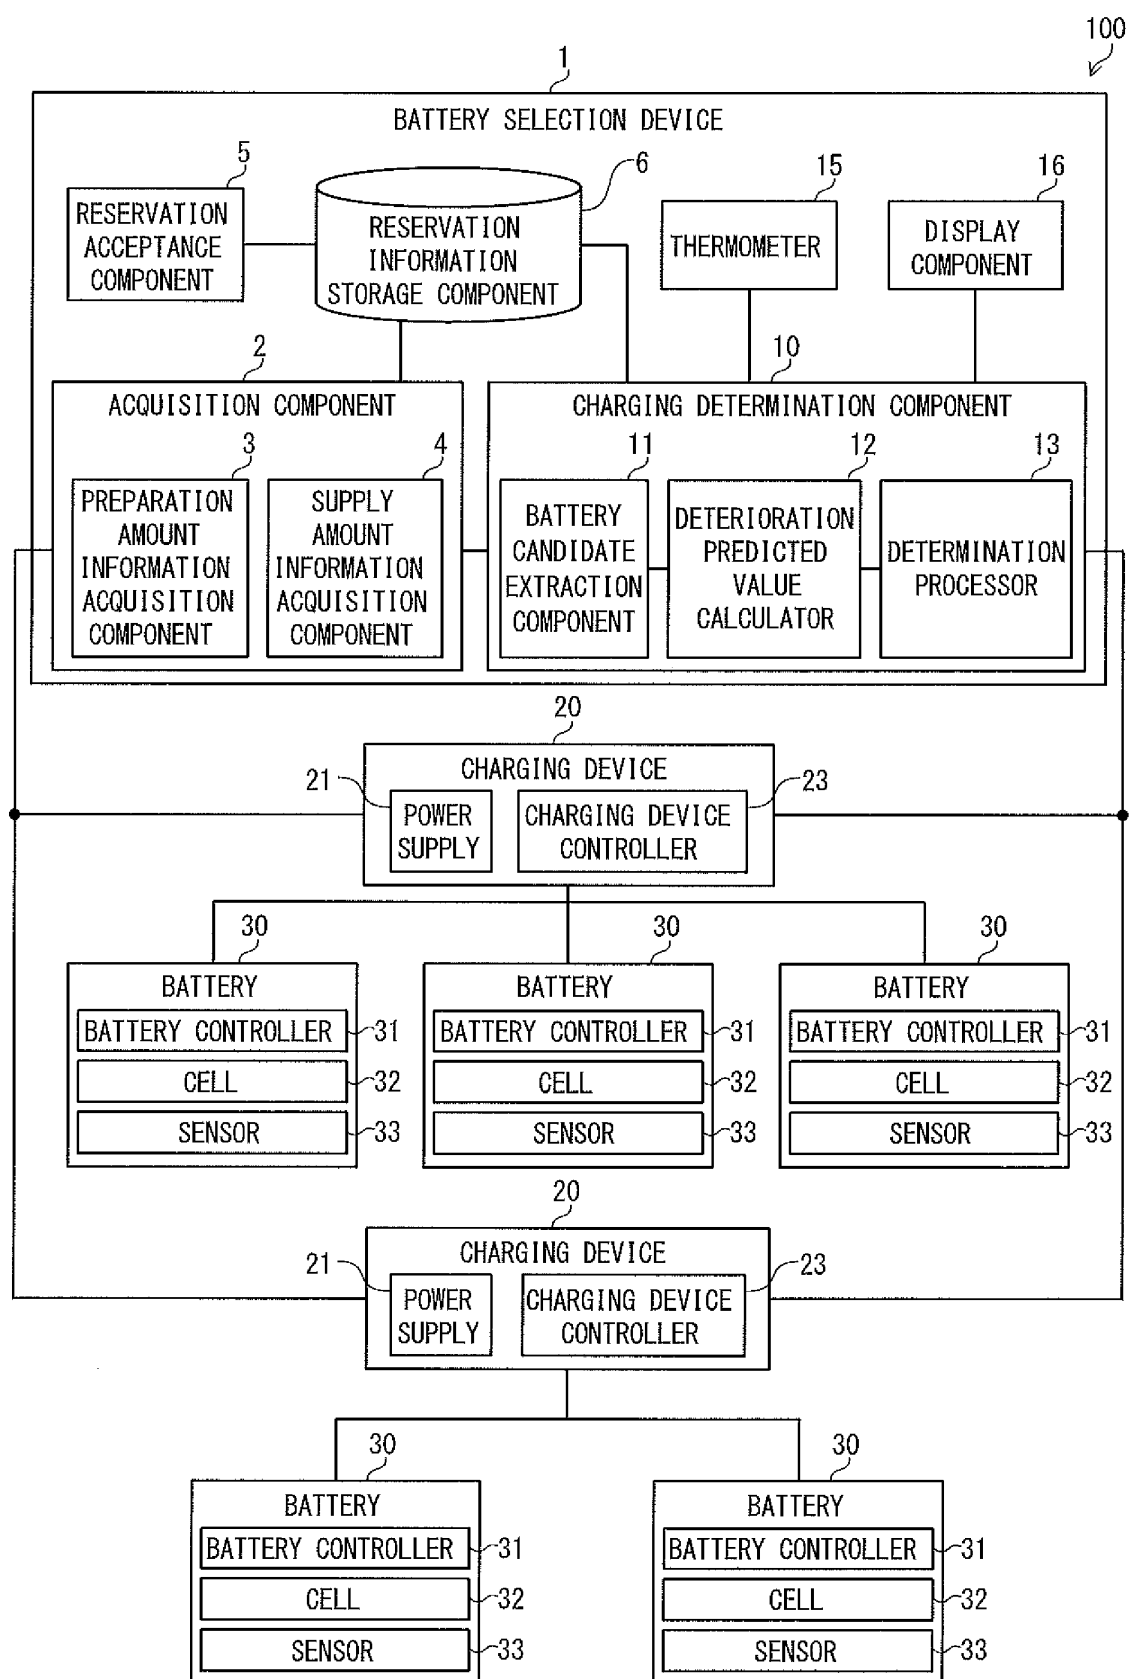 100
1
BATTERY SELECTION DEVICE
5
6
15
16
RESERVATION
ACCEPTANCE
COMPONENT
RESERVATION
INFORMATION
STORAGE COMPONENT
THERMOMETER
DISPLAY
COMPONENT
2
10
ACQUISITION COMPONENT
CHARGING DETERMINATION COMPONENT
3
4
11
12
13
PREPARATION
AMOUNT
INFORMATION
ACQUISITION
COMPONENT
SUPPLY
AMOUNT
INFORMATION
ACQUISITION
COMPONENT
BATTERY
CANDIDATE
EXTRACTION
COMPONENT
DETERIORATION
PREDICTED
VALUE
CALCULATOR
DETERMINATION
PROCESSOR
20
CHARGING DEVICE
21
23
POWER
SUPPLY
CHARGING DEVICE
CONTROLLER
30
30
30
BATTERY
BATTERY CONTROLLER
31
CELL
32
SENSOR
33
BATTERY
BATTERY CONTROLLER
31
CELL
32
SENSOR
33
BATTERY
BATTERY CONTROLLER
31
CELL
32
SENSOR
33
20
CHARGING DEVICE
21
23
POWER
SUPPLY
CHARGING DEVICE
CONTROLLER
30
30
BATTERY
BATTERY CONTROLLER
31
CELL
32
SENSOR
33
BATTERY
BATTERY CONTROLLER
31
CELL
32
SENSOR
33